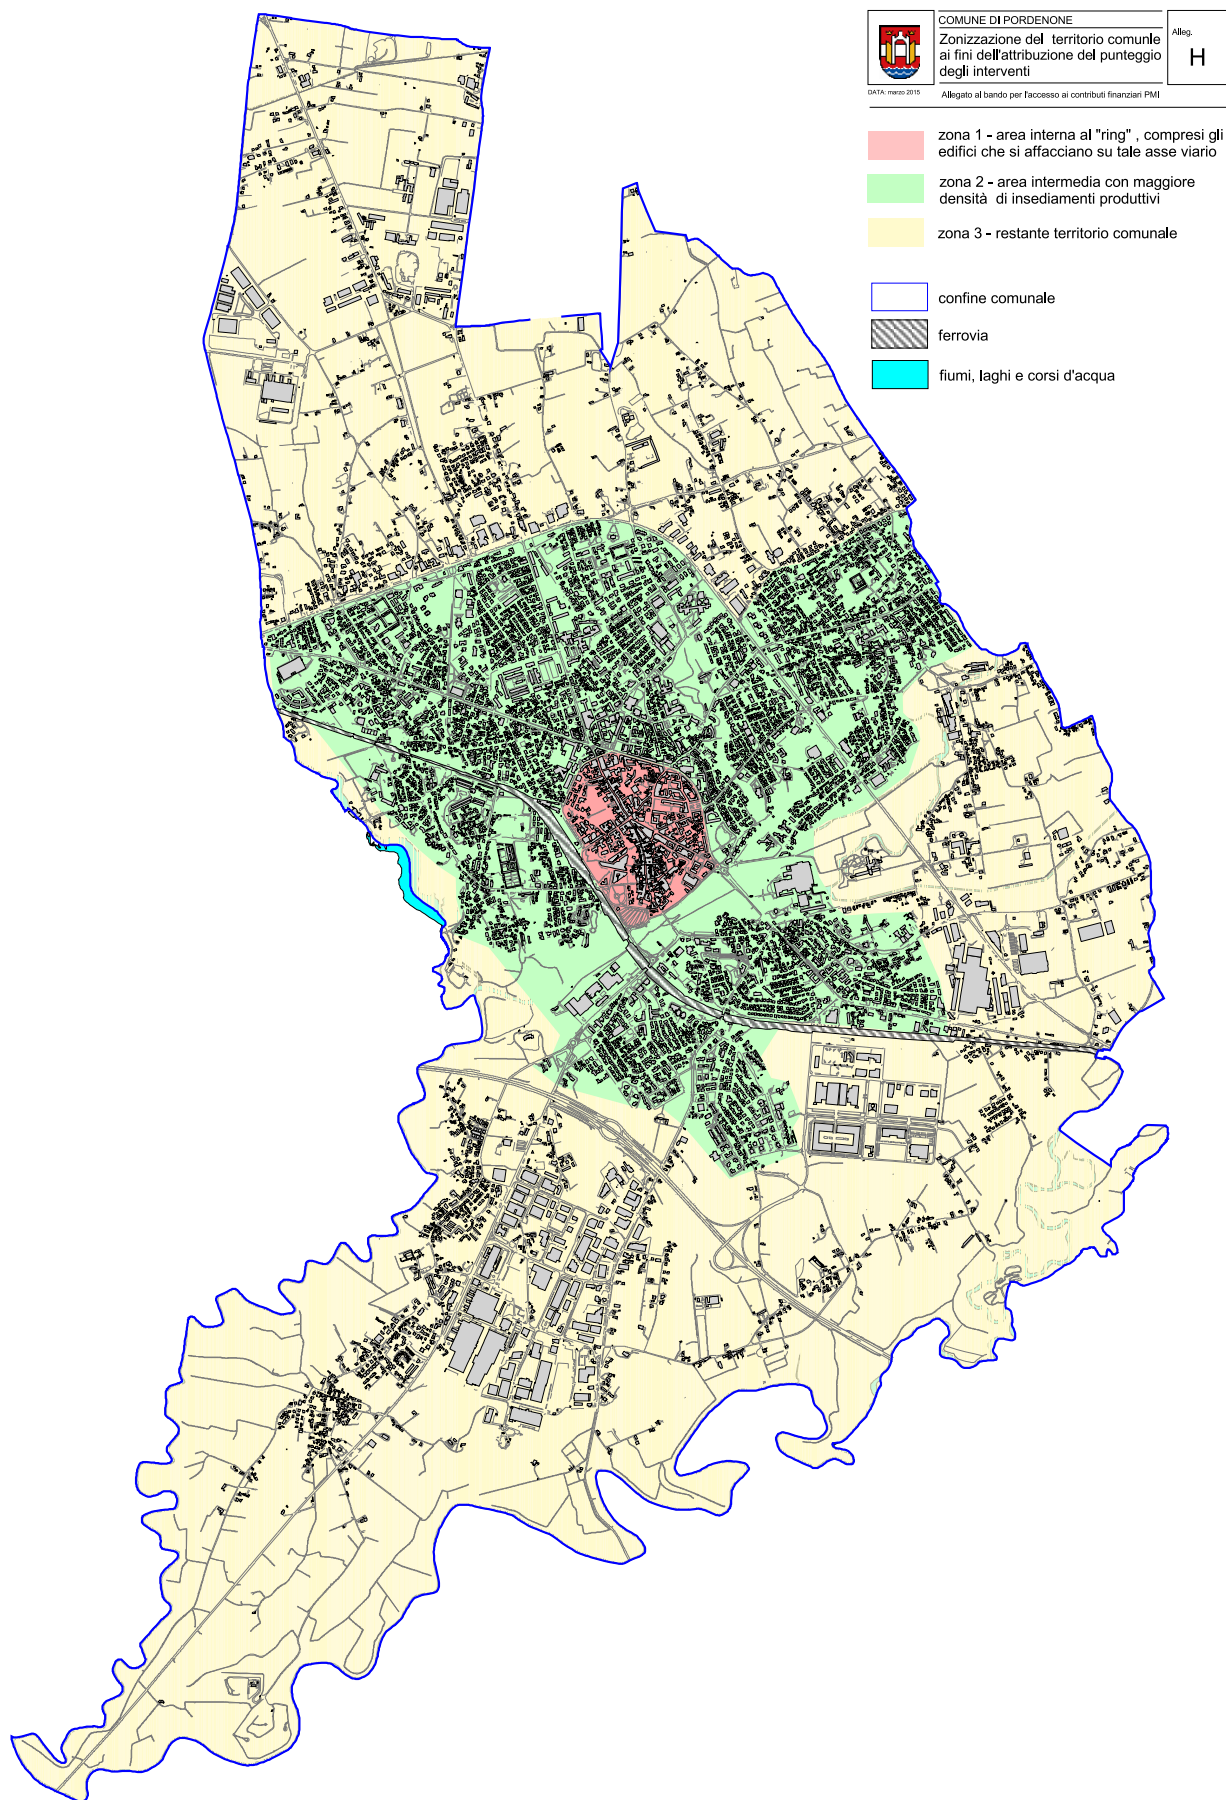 COMUNE DI PORDENONE
Zonizzazione del territorio comunle
ai fini dell'attribuzione del punteggio
degli interventi
Alleg.
H
DATA: marzo 2015
Allegato al bando per l'accesso ai contributi finanziari PMI
zona 1 - area interna al "ring" , compresi gli
edifici che si affacciano su tale asse viario
zona 2 - area intermedia con maggiore
densità di insediamenti produttivi
zona 3 - restante territorio comunale
confine comunale
ferrovia
fiumi, laghi e corsi d'acqua